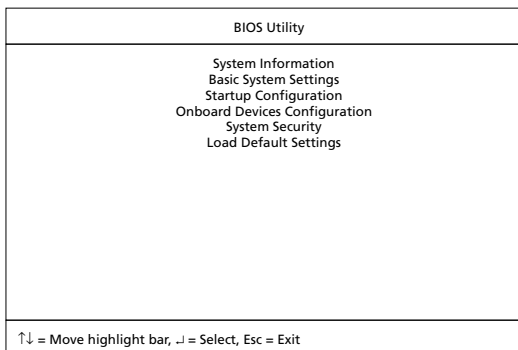 BIOS Utility
System Information
Basic System Settings
Startup Configuration
Onboard Devices Configuration
System Security
Load Default Settings
↑↓ = Move highlight bar, ↵ = Select, Esc = Exit